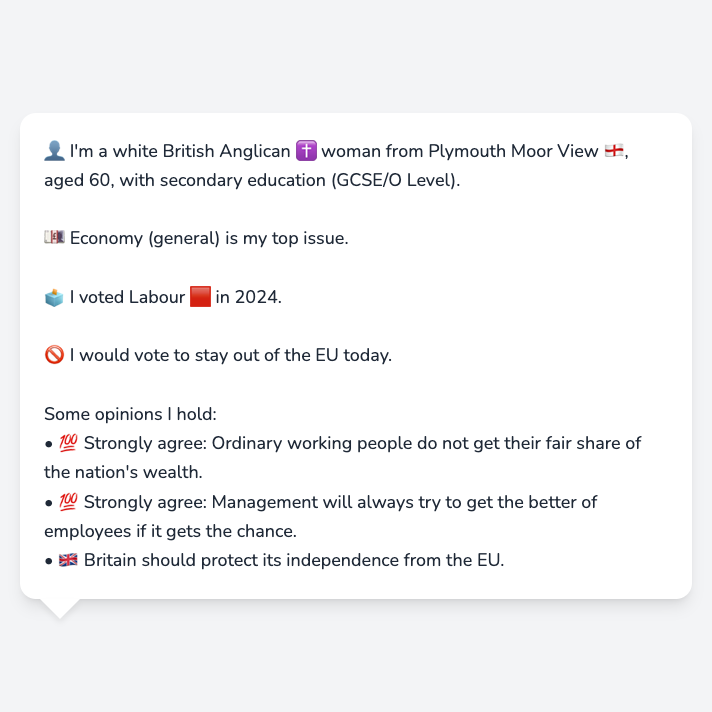 👤 I'm a white British Anglican ✝️ woman from Plymouth Moor View 🏴󠁧󠁢󠁥󠁮󠁧󠁿,
aged 60, with secondary education (GCSE/O Level).
💷 Economy (general) is my top issue.
🗳️ I voted Labour 🟥 in 2024.
🚫 I would vote to stay out of the EU today.
Some opinions I hold:
• 💯 Strongly agree: Ordinary working people do not get their fair share of
the nation's wealth.
• 💯 Strongly agree: Management will always try to get the better of
employees if it gets the chance.
• 🇬🇧 Britain should protect its independence from the EU.